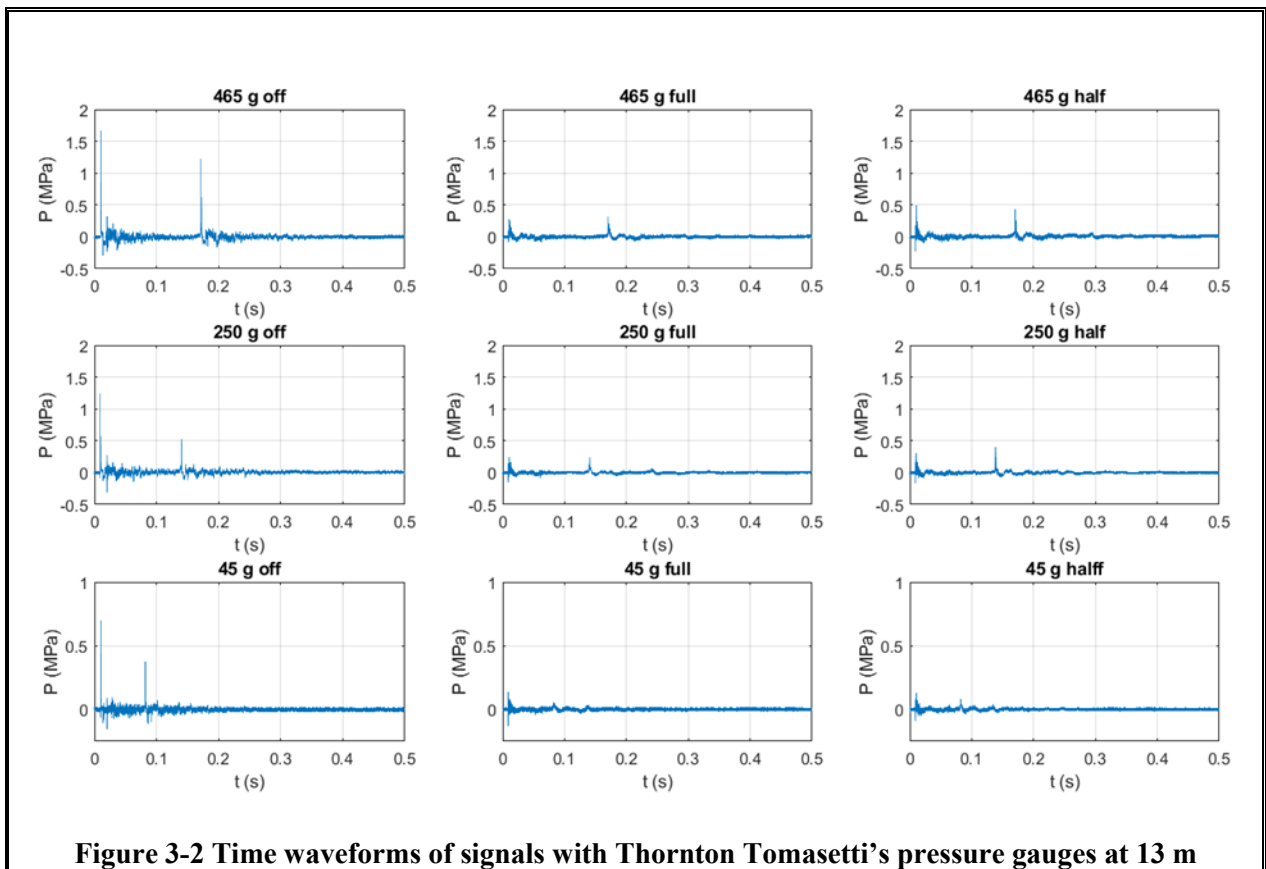 465 g off
2
1.5
1
0.5
0
-0.5
P (MPa)
0 0.1 0.2 0.3 0.4 0.5
t (s)
465 g full
2
1.5
1
0.5
0
-0.5
P (MPa)
0 0.1 0.2 0.3 0.4 0.5
t (s)
465 g half
2
1.5
1
0.5
0
-0.5
P (MPa)
0 0.1 0.2 0.3 0.4 0.5
t (s)
250 g off
2
1.5
1
0.5
0
-0.5
P (MPa)
0 0.1 0.2 0.3 0.4 0.5
t (s)
250 g full
2
1.5
1
0.5
0
-0.5
P (MPa)
0 0.1 0.2 0.3 0.4 0.5
t (s)
250 g half
2
1.5
1
0.5
0
-0.5
P (MPa)
0 0.1 0.2 0.3 0.4 0.5
t (s)
45 g off
1
0.5
0
P (MPa)
0 0.1 0.2 0.3 0.4 0.5
t (s)
45 g full
1
0.5
0
P (MPa)
0 0.1 0.2 0.3 0.4 0.5
t (s)
45 g halff
1
0.5
0
P (MPa)
0 0.1 0.2 0.3 0.4 0.5
t (s)
Figure 3-2 Time waveforms of signals with Thornton Tomasetti’s pressure gauges at 13 m